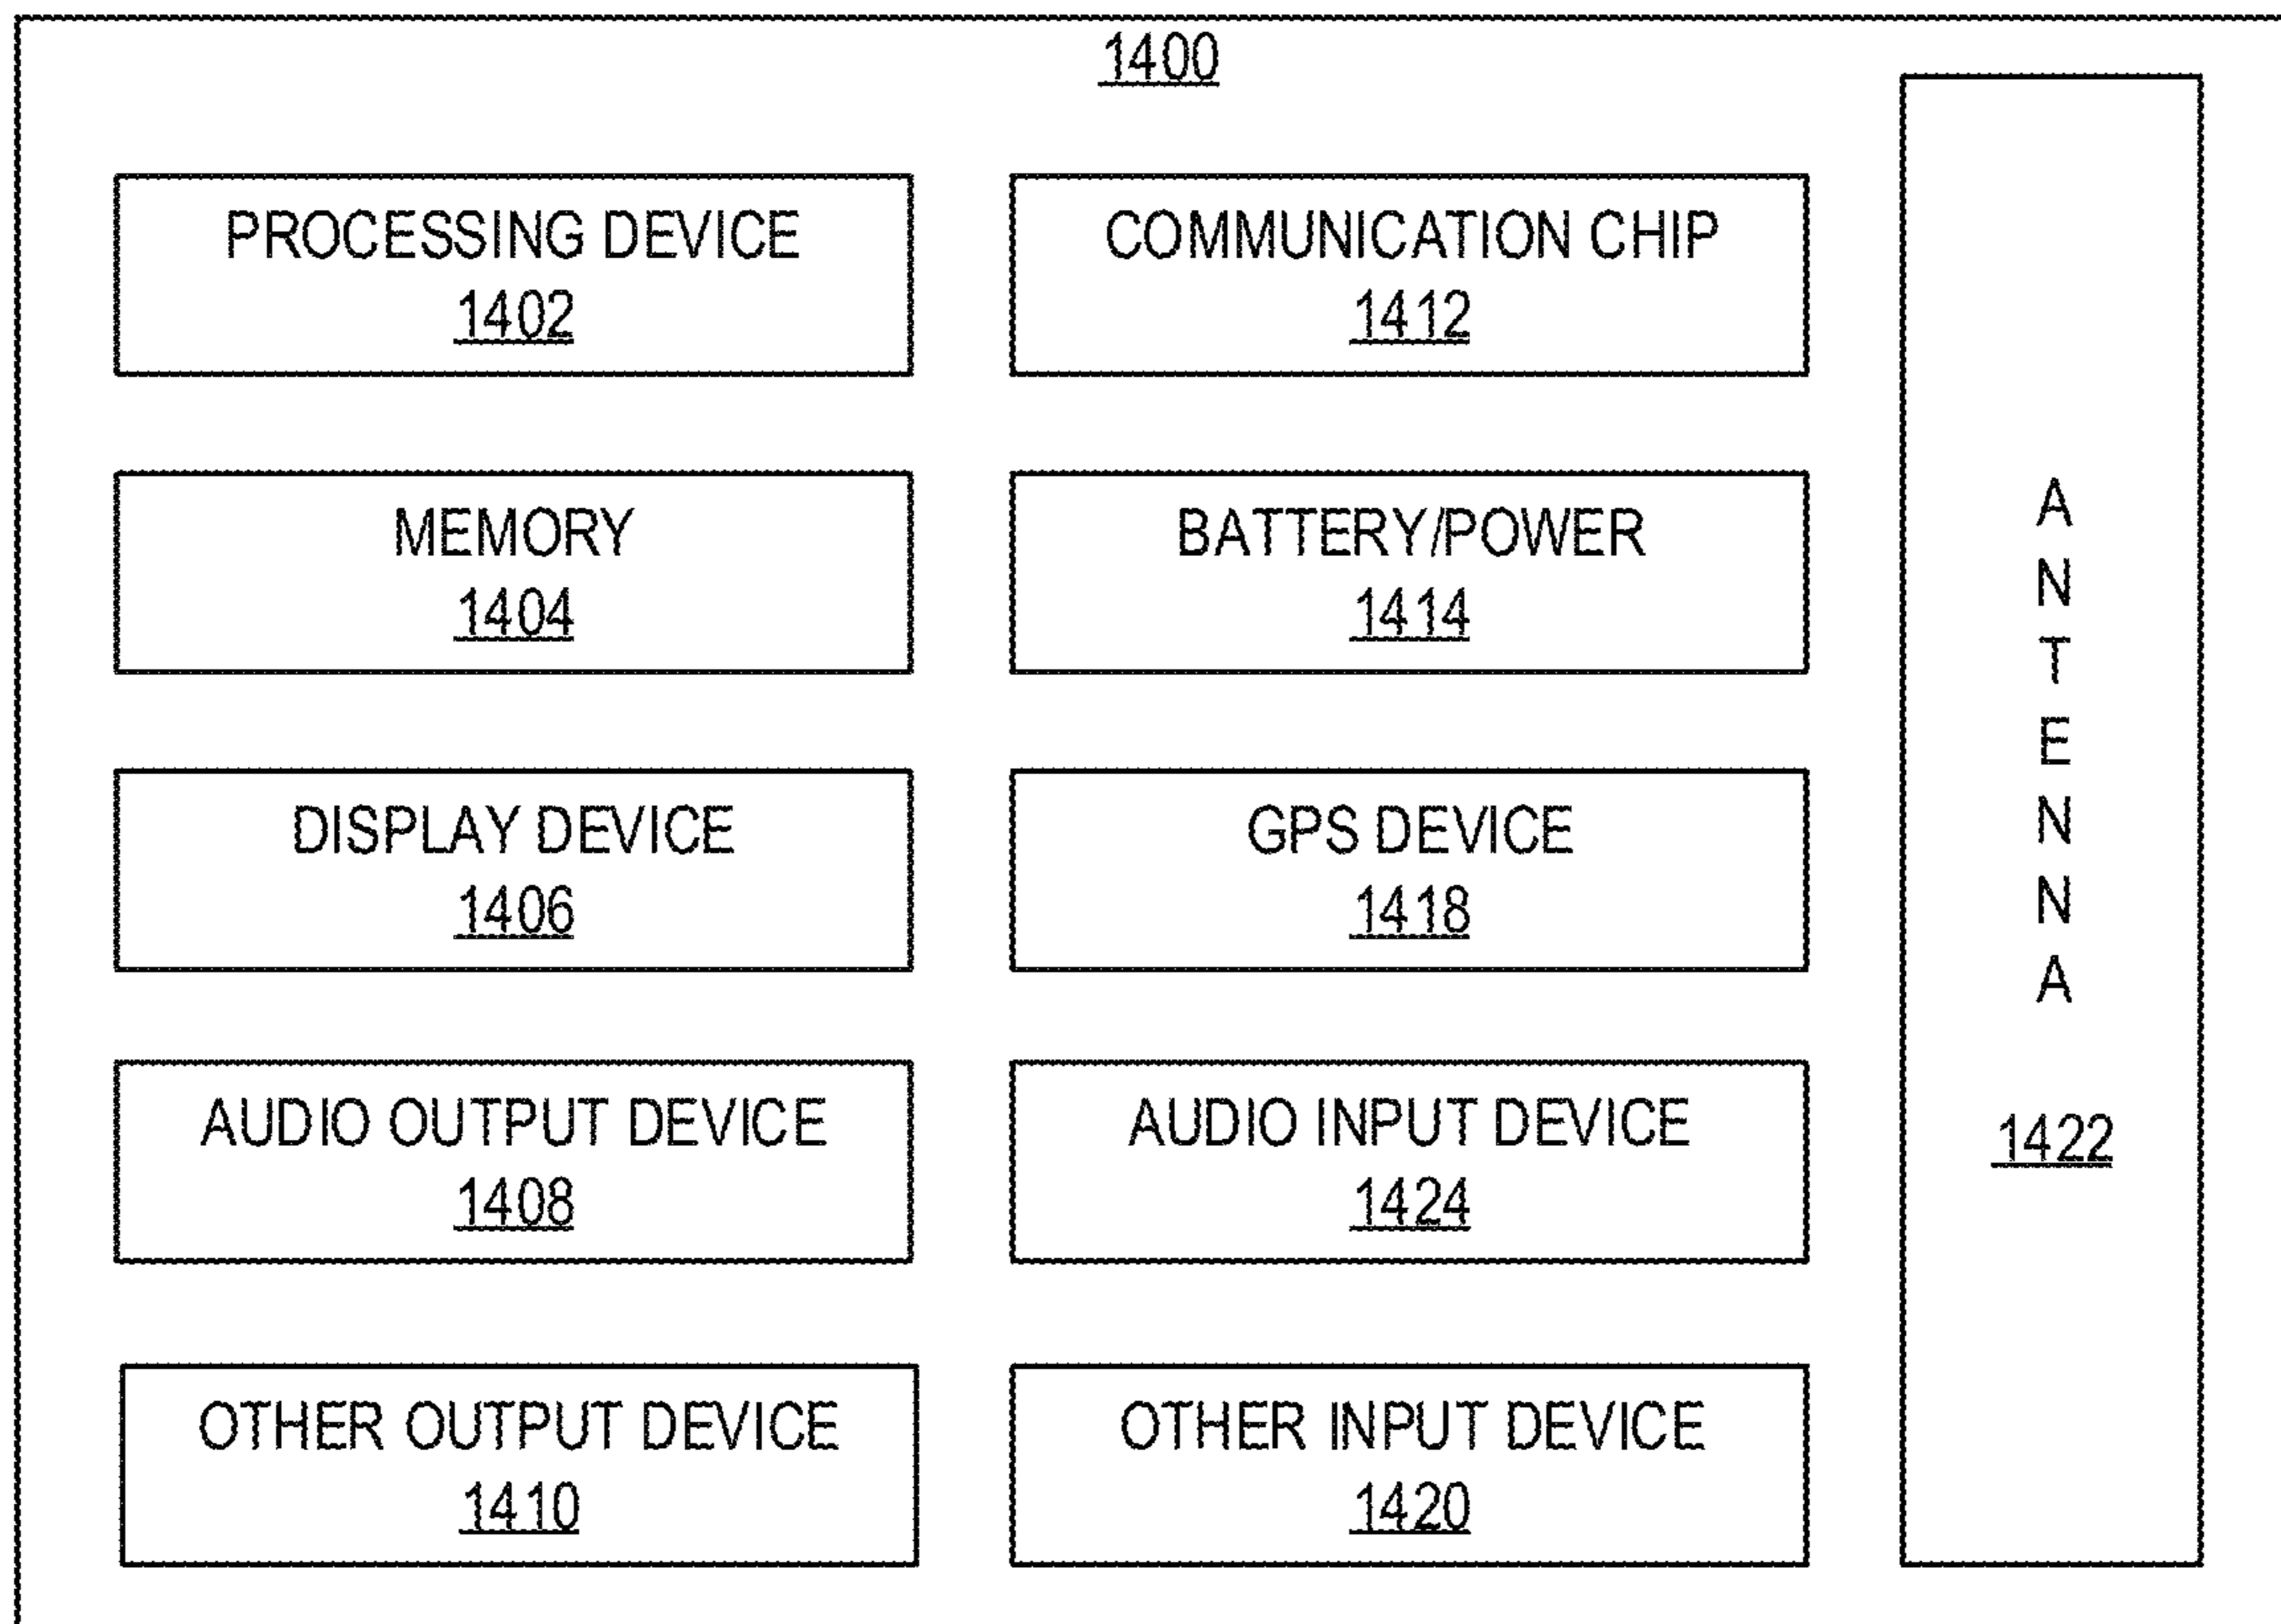 1400
PROCESSING DEVICE
1402
COMMUNICATION CHIP
1412
MEMORY
1404
BATTERY/POWER
1414
DISPLAY DEVICE
1406
GPS DEVICE
1418
AUDIO OUTPUT DEVICE
1408
AUDIO INPUT DEVICE
1424
OTHER OUTPUT DEVICE
1410
OTHER INPUT DEVICE
1420
ANTENNA
1422